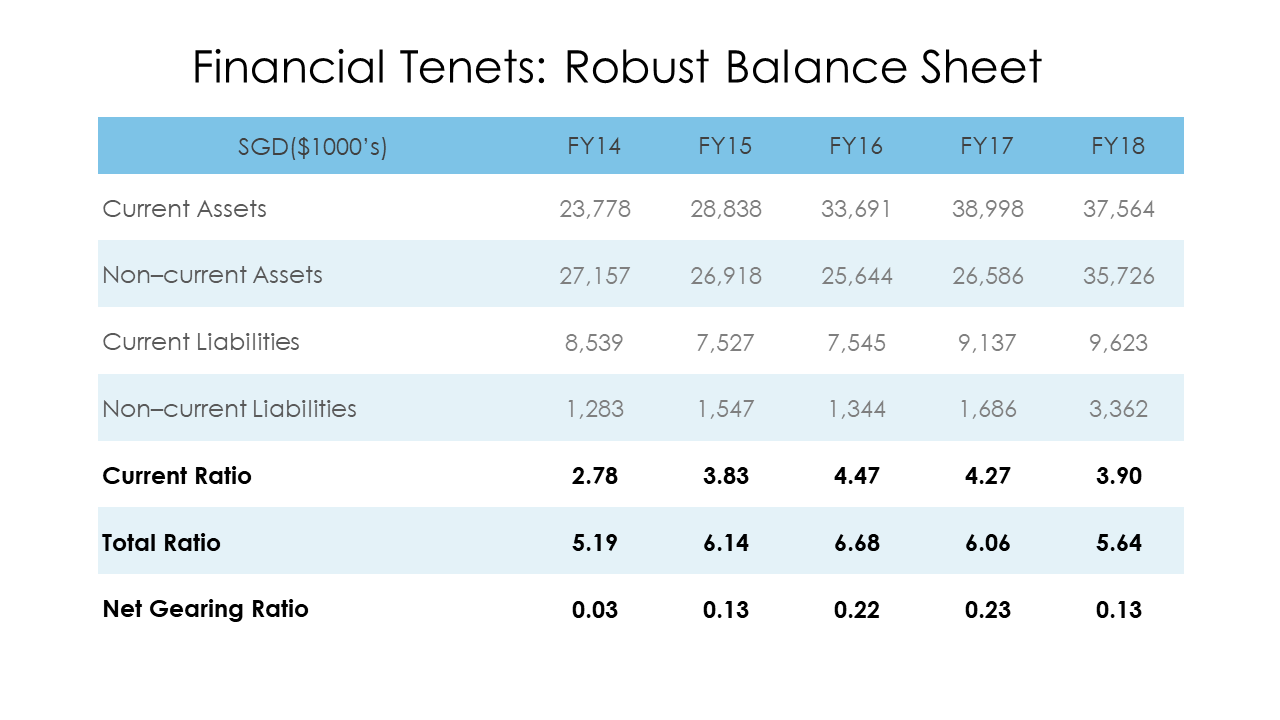 Financial Tenets: Robust Balance Sheet
SGD($1000’s) FY14 FY15 FY16 FY17 FY18
Current Assets 23,778 28,838 33,691 38,998 37,564
Non–current Assets 27,157 26,918 25,644 26,586 35,726
Current Liabilities 8,539 7,527 7,545 9,137 9,623
Non–current Liabilities 1,283 1,547 1,344 1,686 3,362
Current Ratio 2.78 3.83 4.47 4.27 3.90
Total Ratio 5.19 6.14 6.68 6.06 5.64
Net Gearing Ratio 0.03 0.13 0.22 0.23 0.13